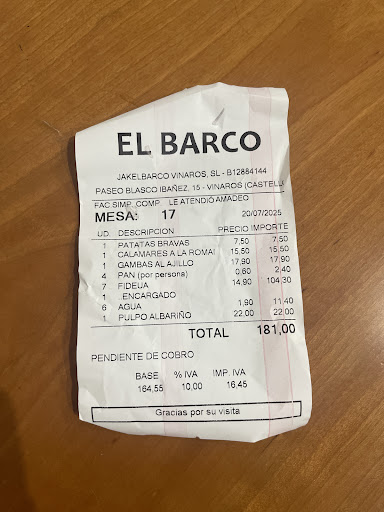 EL BARCO
JAKELBARCO VINAROS, SL - B12884144
PASEO BLASCO IBAÑEZ, 15 - VINAROS (CASTELLO
FAC SIMP. COMP LE ATENDIÓ AMADEO
MESA: 17 20/07/2025
UD DESCRIPCION PRECIO IMPORTE
1 PATATAS BRAVAS 7,50 7,50
1 CALAMARES A LA ROMAI 15,50 15,50
1 GAMBAS AL AJILLO 17,90 17,90
4 PAN (por persona) 0,60 2,40
7 FIDEUA 14,90 104,30
1 .ENCARGADO
6 AGUA 1,90 11,40
1 PULPO ALBARIÑO 22,00 22,00
TOTAL 181,00
PENDIENTE DE COBRO
BASE % IVA IMP. IVA
164,55 10,00 16,45
Gracias por su visita